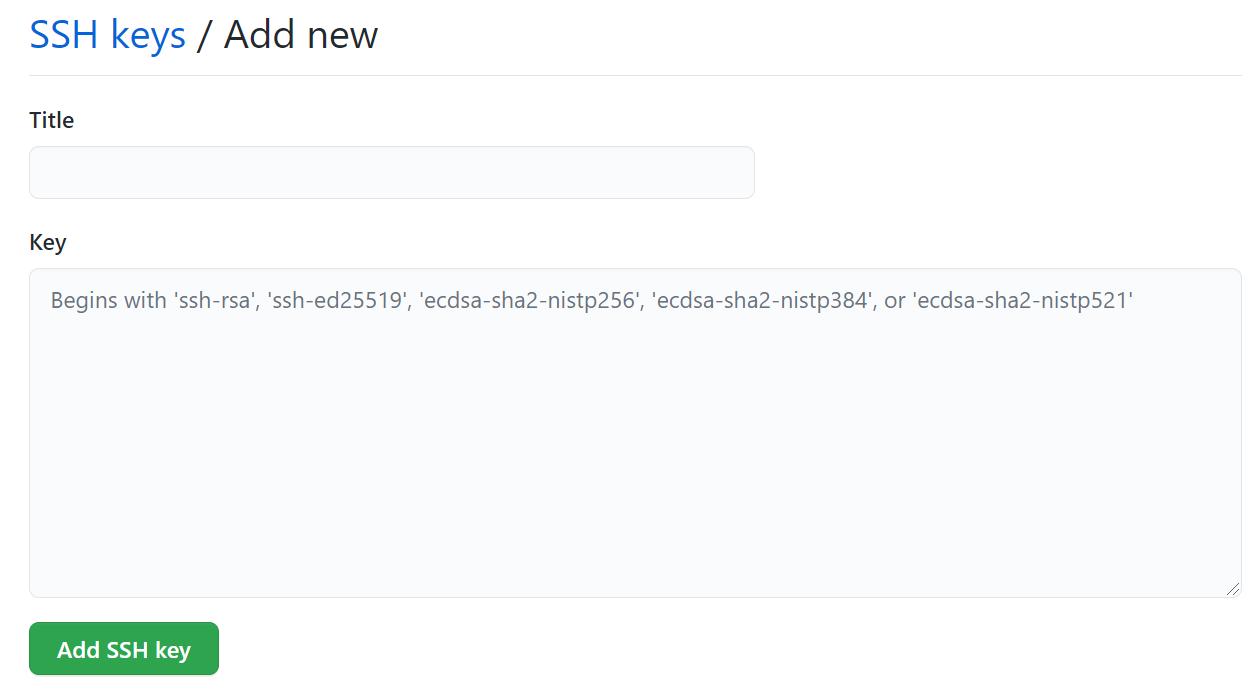 SSH keys / Add new
Title
Key
Begins with 'ssh-rsa', 'ssh-ed25519', 'ecdsa-sha2-nistp256', 'ecdsa-sha2-nistp384', or 'ecdsa-sha2-nistp521'
Add SSH key